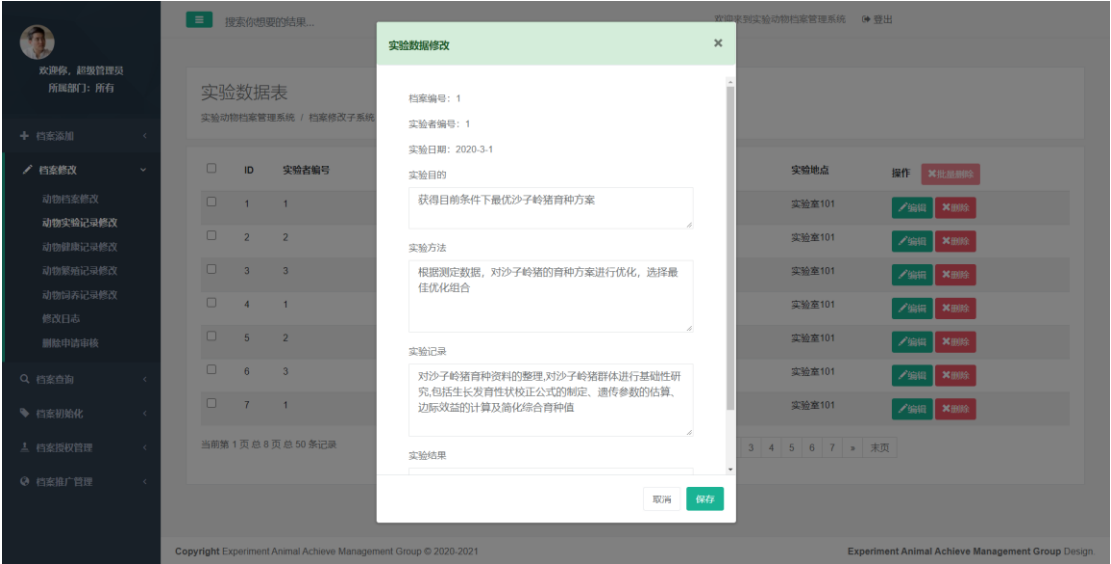 搜索你想要的结果...
欢迎来到实验动物档案管理系统 登出
欢迎你，超级管理员
所属部门：所有
档案添加
档案修改
动物档案修改
动物实验记录修改
动物健康记录修改
动物繁殖记录修改
动物饲养记录修改
修改日志
删除申请审核
档案查询
档案初始化
档案授权管理
档案推广管理
实验数据表
实验动物档案管理系统 / 档案修改子系统
ID 实验者编号 实验地点 操作 批量删除
1 1 实验室101 编辑 删除
2 2 实验室101 编辑 删除
3 3 实验室101 编辑 删除
4 1 实验室101 编辑 删除
5 2 实验室101 编辑 删除
6 3 实验室101 编辑 删除
7 1 实验室101 编辑 删除
当前第 1 页 总 8 页 总 50 条记录
3 4 5 6 7 » 末页
实验数据修改 ×
档案编号：1
实验者编号：1
实验日期：2020-3-1
实验目的
获得目前条件下最优沙子岭猪育种方案
实验方法
根据测定数据，对沙子岭猪的育种方案进行优化，选择最
佳优化组合
实验记录
对沙子岭猪育种资料的整理,对沙子岭猪群体进行基础性研
究,包括生长发育性状校正公式的制定、遗传参数的估算、
边际效益的计算及简化综合育种值
实验结果
取消 保存
Copyright Experiment Animal Achieve Management Group © 2020-2021
Experiment Animal Achieve Management Group Design.